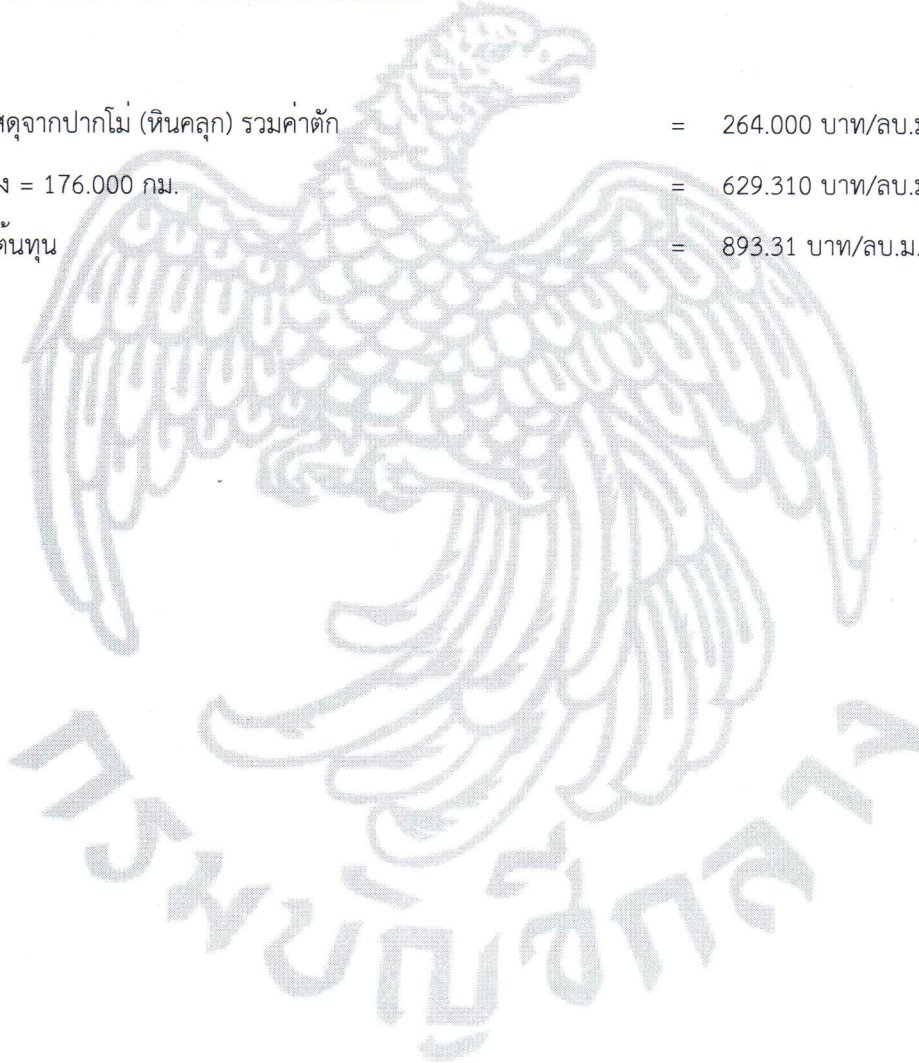 สดุจากปากโม่ (หินคลุก) รวมค่าตัก = 264.000 บาท/ลบ.ม
ง = 176.000 กม. = 629.310 บาท/ลบ.ม
ต้นทุน = 893.31 บาท/ลบ.ม.
กรมบัญชีกลาง